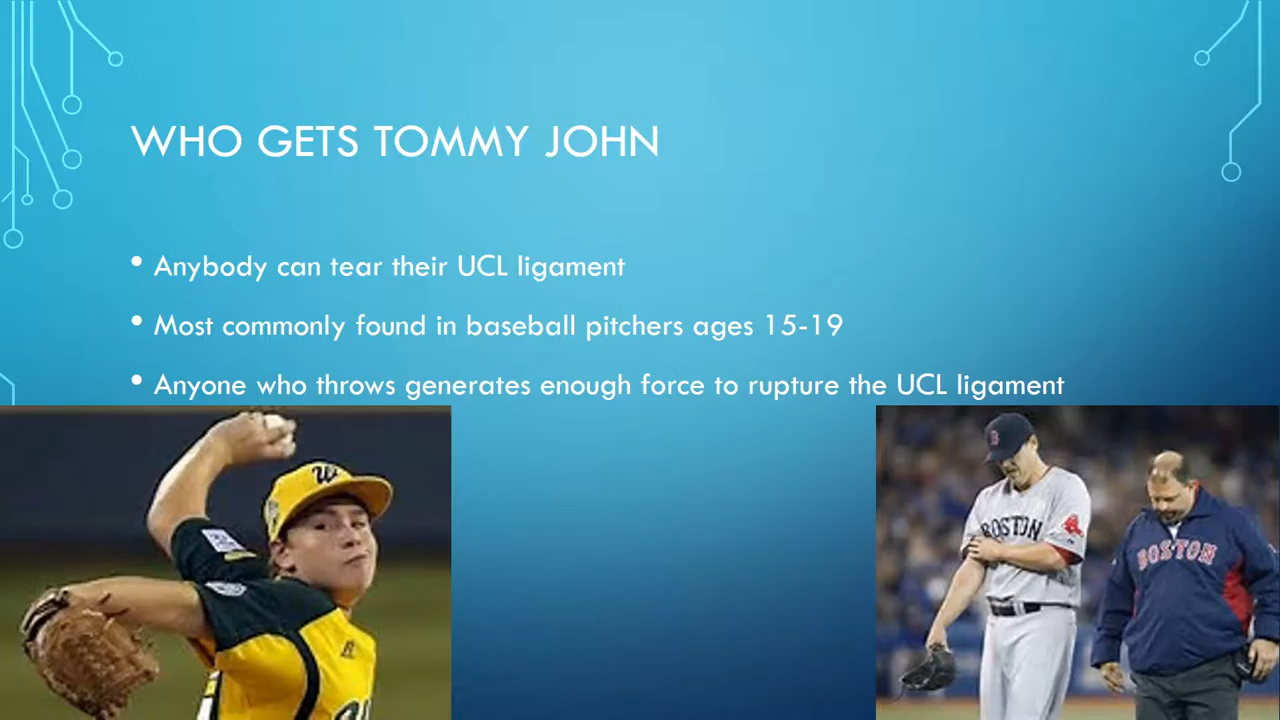 WHO GETS TOMMY JOHN
• Anybody can tear their UCL ligament
• Most commonly found in baseball pitchers ages 15-19
• Anyone who throws generates enough force to rupture the UCL ligament
W
B
BOSTON
BOSTON